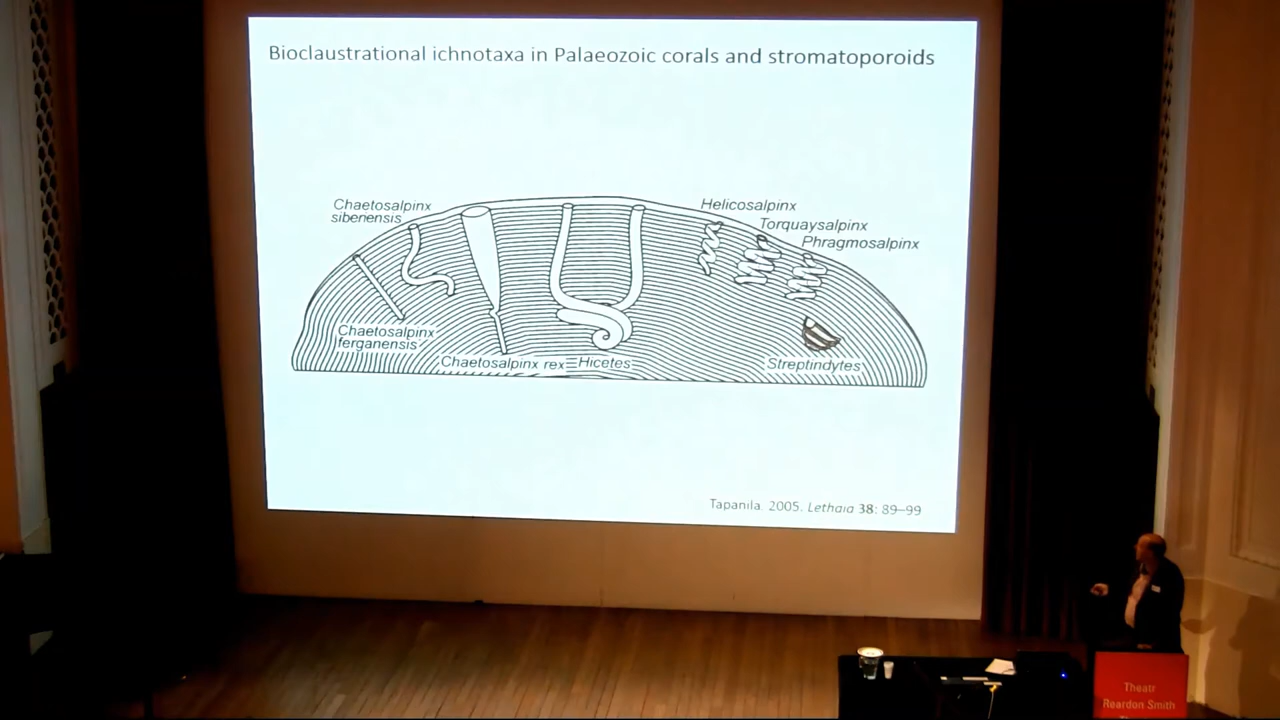 Bioclaustrational ichnotaxa in Palaeozoic corals and stromatoporoids
Chaetosalpinx
sibenensis
Helicosalpinx
Torquaysalpinx
Phragmosalpinx
Chaetosalpinx
ferganensis
Chaetosalpinx rex
Hicetes
Streptindytes
Tapanila. 2005. Lethaia 38: 89–99
Theatr
Reardon Smith